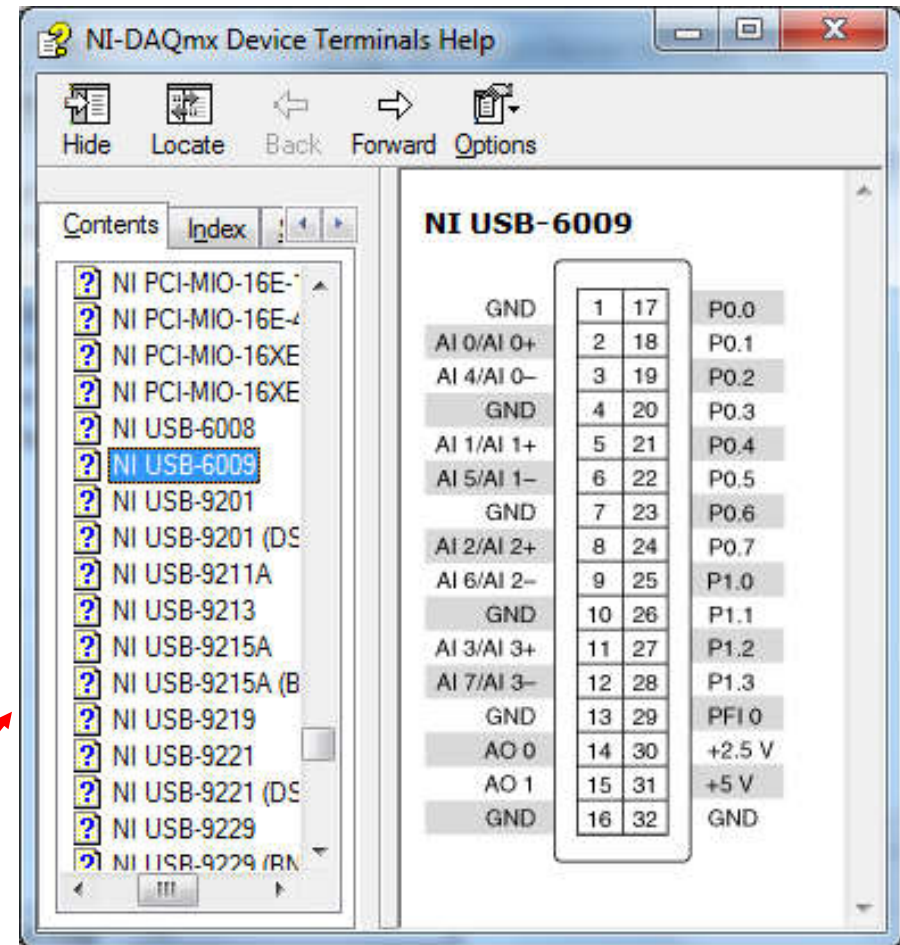 NI-DAQmx Device Terminals Help
Hide Locate Back Forward Options
Contents Index
NI PCI-MIO-16E-
NI PCI-MIO-16E-4
NI PCI-MIO-16XE
NI PCI-MIO-16XE
NI USB-6008
NI USB-6009
NI USB-9201
NI USB-9201 (DS
NI USB-9211A
NI USB-9213
NI USB-9215A
NI USB-9215A (B
NI USB-9219
NI USB-9221
NI USB-9221 (DS
NI USB-9229
NI USB-9229 (BN
NI USB-6009
GND 1 17 P0.0
AI 0/AI 0+ 2 18 P0.1
AI 4/AI 0– 3 19 P0.2
GND 4 20 P0.3
AI 1/AI 1+ 5 21 P0.4
AI 5/AI 1– 6 22 P0.5
GND 7 23 P0.6
AI 2/AI 2+ 8 24 P0.7
AI 6/AI 2– 9 25 P1.0
GND 10 26 P1.1
AI 3/AI 3+ 11 27 P1.2
AI 7/AI 3– 12 28 P1.3
GND 13 29 PFI 0
AO 0 14 30 +2.5 V
AO 1 15 31 +5 V
GND 16 32 GND